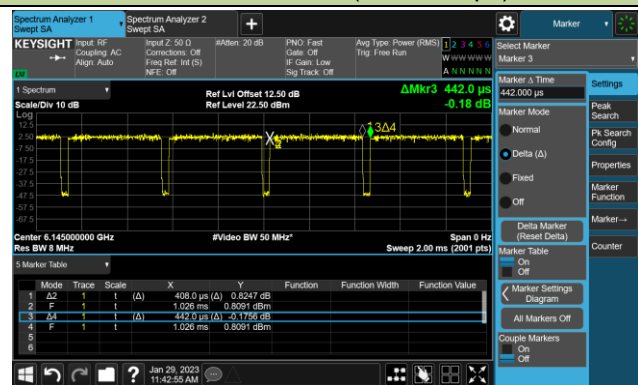 Spectrum Analyzer 1
Swept SA
Spectrum Analyzer 2
Swept SA
+
Marker
KEYSIGHT
Input: RF
Coupling: AC
Align: Auto
Input Z: 50 Ω
Corrections: Off
Freq Ref: Int (S)
NFE: Off
#Atten: 20 dB
PNO: Fast
Gate: Off
IF Gain: Low
Sig Track: Off
Avg Type: Power (RMS)
Trig: Free Run
1 2 3 4 5 6
W W W W W W
A N N N N N
1 Spectrum
Scale/Div 10 dB
Log
Ref Lvl Offset 12.50 dB
Ref Level 22.50 dBm
ΔMkr3 442.0 µs
-0.18 dB
12.5
2.50
-7.50
-17.5
-27.5
-37.5
-47.5
-57.5
-67.5
3Δ4
Center 6.145000000 GHz
Res BW 8 MHz
#Video BW 50 MHz*
Span 0 Hz
Sweep 2.00 ms (2001 pts)
5 Marker Table
Mode Trace Scale X Y Function Function Width Function Value
1 Δ2 1 t (Δ) 408.0 µs (Δ) 0.8247 dB
2 F 1 t 1.026 ms 0.8091 dBm
3 Δ4 1 t (Δ) 442.0 µs (Δ) -0.1756 dB
4 F 1 t 1.026 ms 0.8091 dBm
5
6
Select Marker
Marker 3
Marker Δ Time
442.000 µs
Marker Mode
Normal
Delta (Δ)
Fixed
Off
Delta Marker
(Reset Delta)
Marker Table
On
Off
Marker Settings
Diagram
All Markers Off
Couple Markers
On
Off
Settings
Peak
Search
Pk Search
Config
Properties
Marker
Function
Marker→
Counter
?
Jan 29, 2023
11:42:55 AM